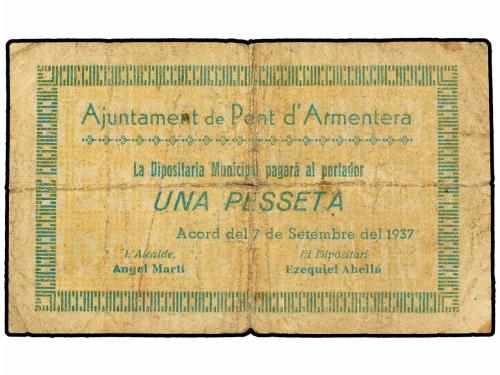 Ajuntament de Pont d'Armentera
La Dipositaria Municipal pagarà al portador
UNA PESSETA
Acord del 7 de Setembre del 1937
L'Alcalde, El Dipositari
Angel Martí Ezequiel Abellà